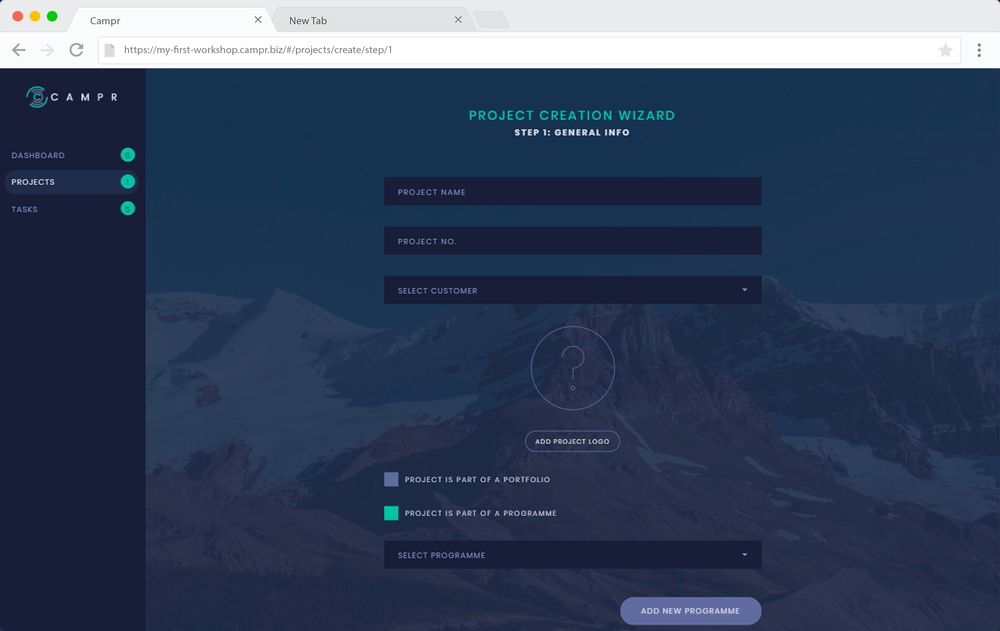 Campr
New Tab
https://my-first-workshop.campr.biz/#/projects/create/step/1
CAMPR
PROJECT CREATION WIZARD
STEP 1: GENERAL INFO
DASHBOARD
PROJECTS 1
TASKS 5
PROJECT NAME
PROJECT NO.
SELECT CUSTOMER
?
ADD PROJECT LOGO
PROJECT IS PART OF A PORTFOLIO
PROJECT IS PART OF A PROGRAMME
SELECT PROGRAMME
ADD NEW PROGRAMME